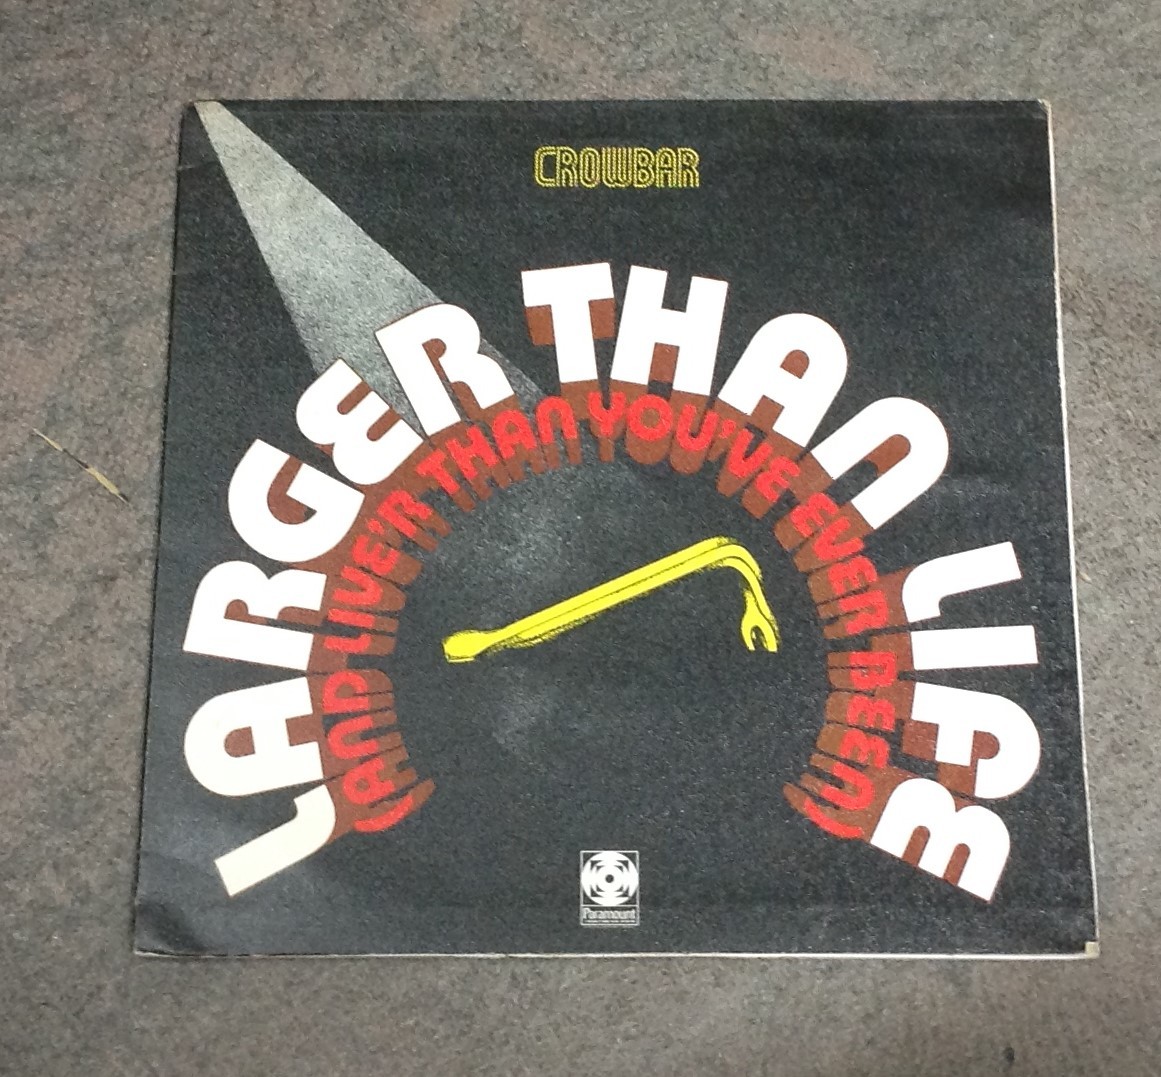 CROWBAR
LARGER THAN LIFE
(AND LIVE'R THAN YOU'VE EVER BEEN)
Paramount